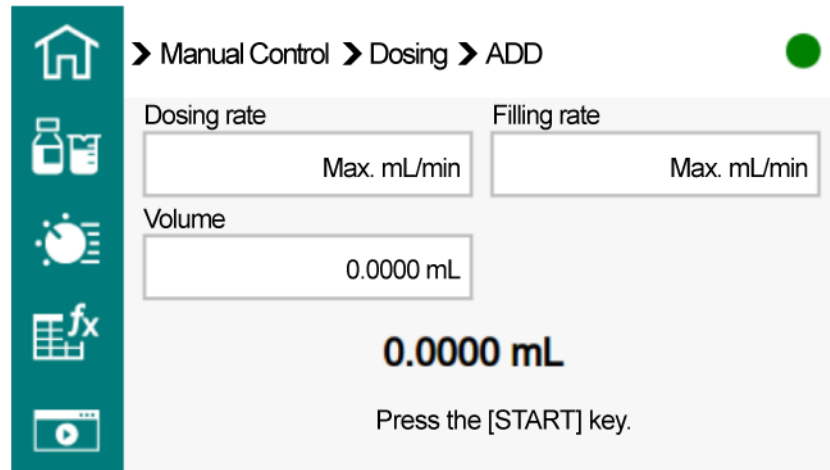 Manual Control Dosing ADD
Dosing rate Filling rate
Max. mL/min Max. mL/min
Volume
0.0000 mL
fx
0.0000 mL
Press the [START] key.